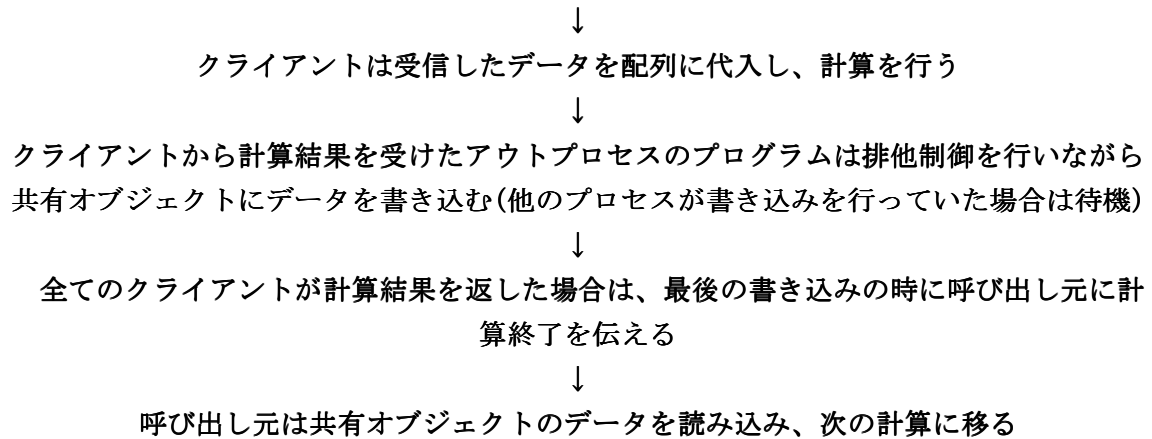 ↓
クライアントは受信したデータを配列に代入し、計算を行う
↓
クライアントから計算結果を受けたアウトプロセスのプログラムは排他制御を行いながら
共有オブジェクトにデータを書き込む(他のプロセスが書き込みを行っていた場合は待機)
↓
全てのクライアントが計算結果を返した場合は、最後の書き込みの時に呼び出し元に計
算終了を伝える
↓
呼び出し元は共有オブジェクトのデータを読み込み、次の計算に移る